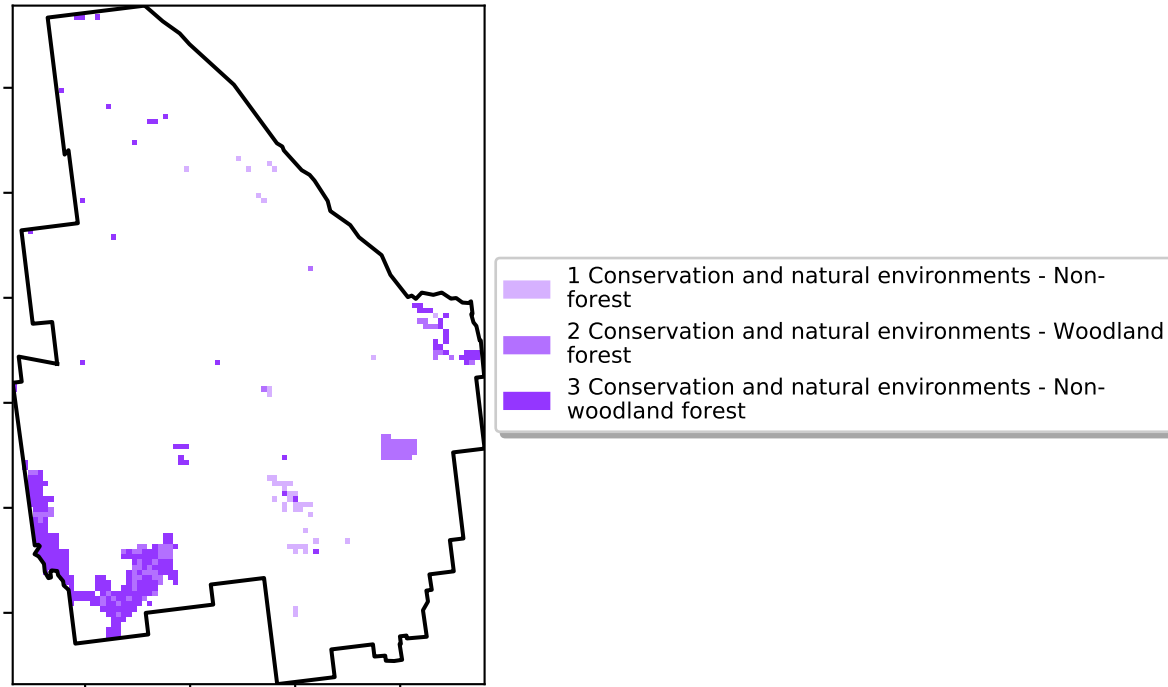 1 Conservation and natural environments - Non-
forest
2 Conservation and natural environments - Woodland
forest
3 Conservation and natural environments - Non-
woodland forest